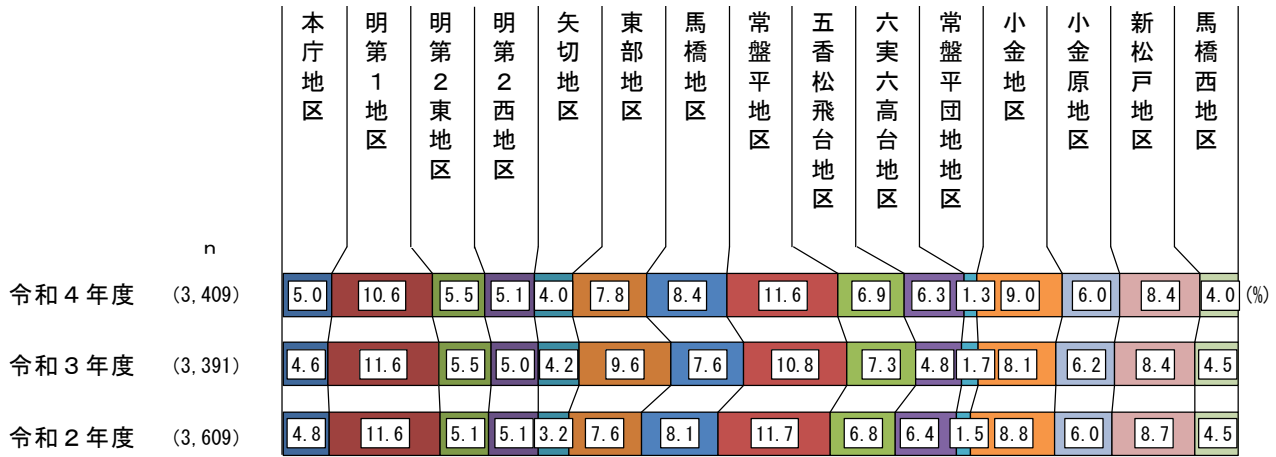 本庁地区
明第１地区
明第２東地区
明第２西地区
矢切地区
東部地区
馬橋地区
常盤平地区
五香松飛台地区
六実六高台地区
常盤平団地地区
小金地区
小金原地区
新松戸地区
馬橋西地区
n
令和４年度 (3,409) 5.0 10.6 5.5 5.1 4.0 7.8 8.4 11.6 6.9 6.3 1.3 9.0 6.0 8.4 4.0 (%)
令和３年度 (3,391) 4.6 11.6 5.5 5.0 4.2 9.6 7.6 10.8 7.3 4.8 1.7 8.1 6.2 8.4 4.5
令和２年度 (3,609) 4.8 11.6 5.1 5.1 3.2 7.6 8.1 11.7 6.8 6.4 1.5 8.8 6.0 8.7 4.5